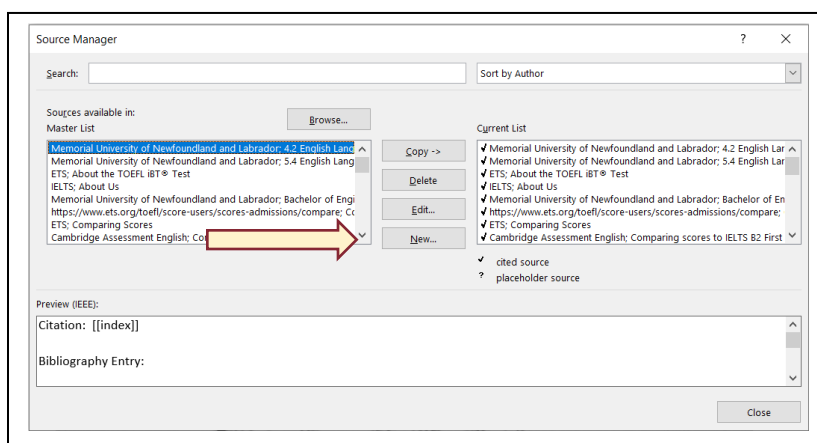 Source Manager ? ×
Search: Sort by Author
Sources available in:
Master List
Browse...
Current List
Memorial University of Newfoundland and Labrador; 4.2 English Lang
Memorial University of Newfoundland and Labrador; 5.4 English Lang
ETS; About the TOEFL iBT® Test
IELTS; About Us
Memorial University of Newfoundland and Labrador; Bachelor of Engi
https://www.ets.org/toefl/score-users/scores-admissions/compare; Co
ETS; Comparing Scores
Cambridge Assessment English; Co
Copy ->
Delete
Edit...
New...
✓ Memorial University of Newfoundland and Labrador; 4.2 English Lar
✓ Memorial University of Newfoundland and Labrador; 5.4 English Lar
✓ ETS; About the TOEFL iBT® Test
✓ IELTS; About Us
✓ Memorial University of Newfoundland and Labrador; Bachelor of En
✓ https://www.ets.org/toefl/score-users/scores-admissions/compare;
✓ ETS; Comparing Scores
✓ Cambridge Assessment English; Comparing scores to IELTS B2 First
✓ cited source
? placeholder source
Preview (IEEE):
Citation: [[index]]
Bibliography Entry:
Close